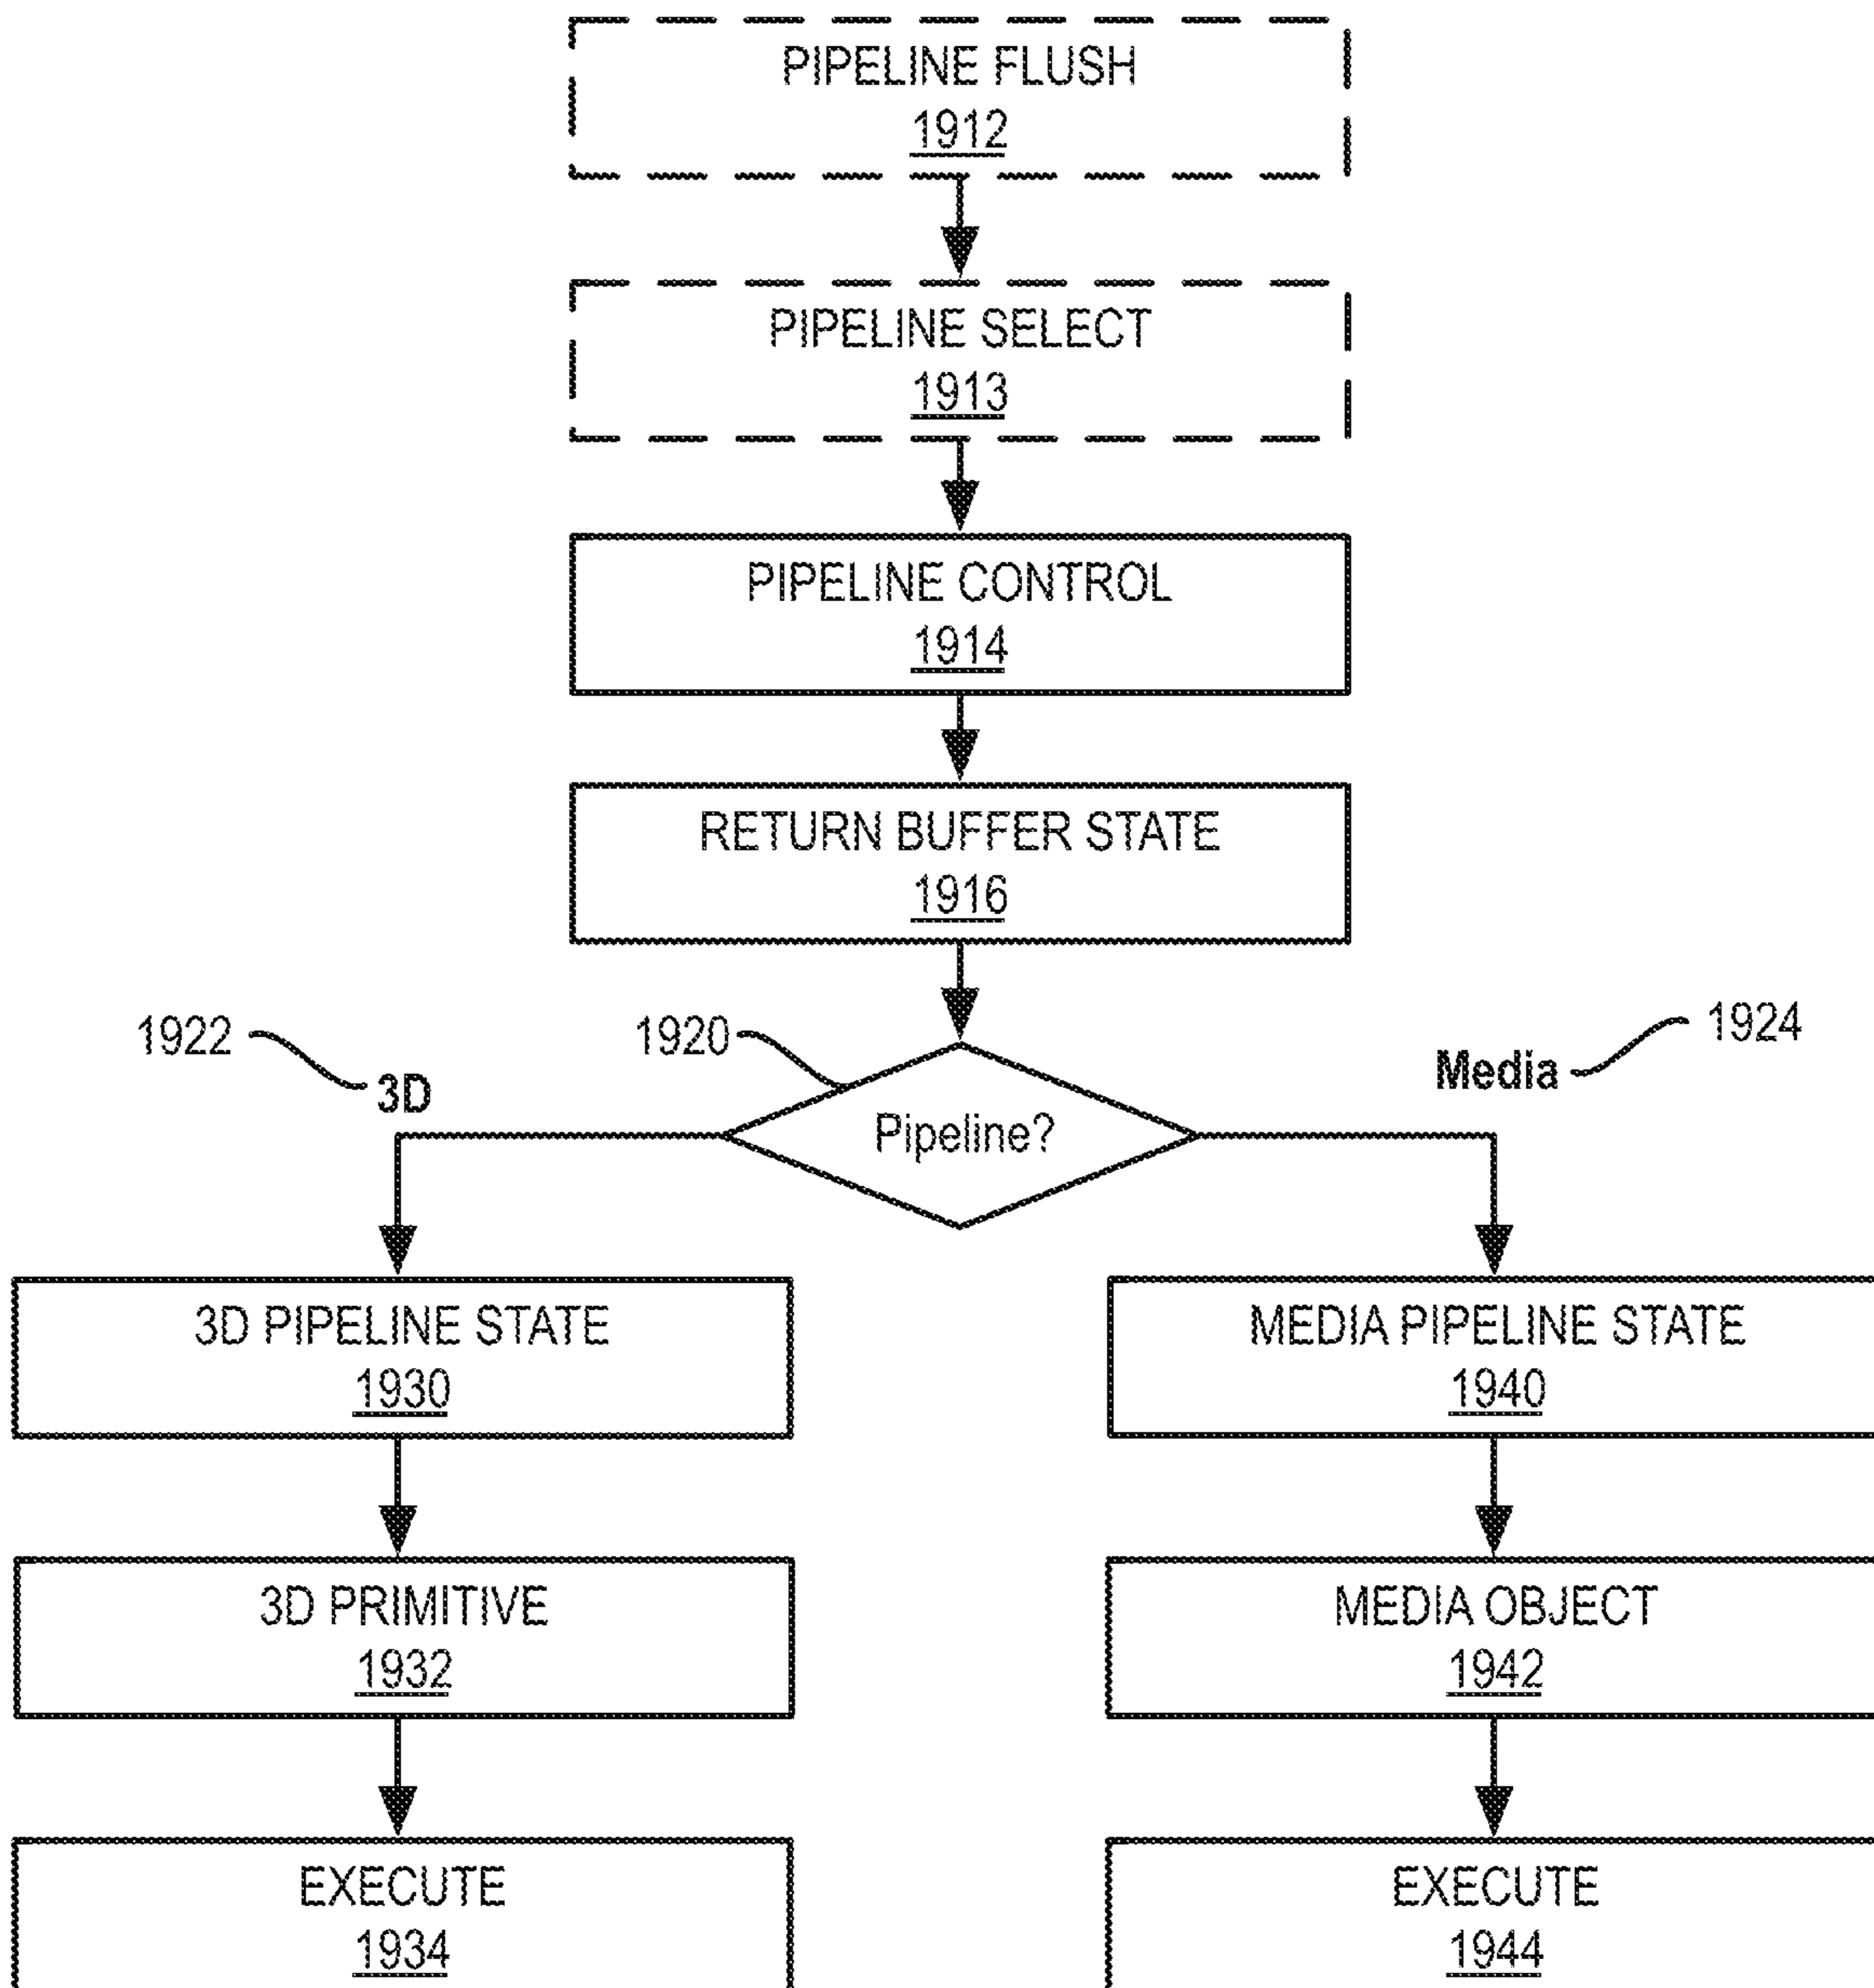 PIPELINE FLUSH
1912
PIPELINE SELECT
1913
PIPELINE CONTROL
1914
RETURN BUFFER STATE
1916
1922
3D
1920
Pipeline?
Media
1924
3D PIPELINE STATE
1930
MEDIA PIPELINE STATE
1940
3D PRIMITIVE
1932
MEDIA OBJECT
1942
EXECUTE
1934
EXECUTE
1944